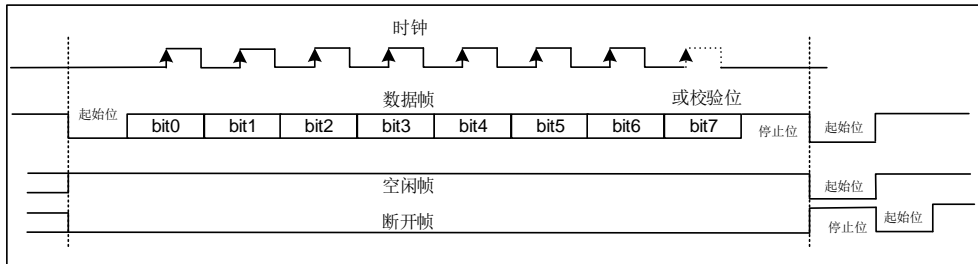 时钟
数据帧 或校验位
起始位 bit0 bit1 bit2 bit3 bit4 bit5 bit6 bit7 停止位 起始位
空闲帧 起始位
断开帧 停止位 起始位